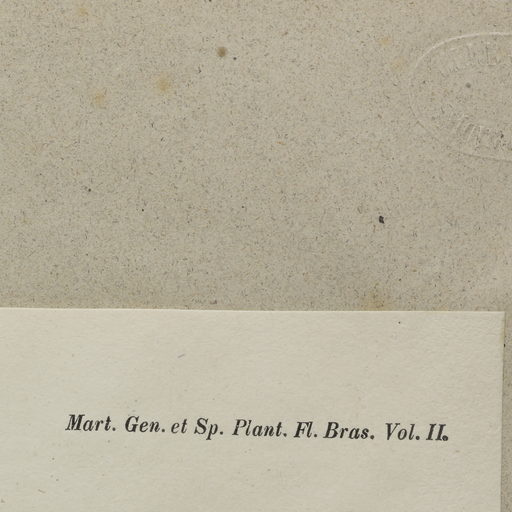 Mart. Gen. et Sp. Plant. Fl. Bras. Vol. II.